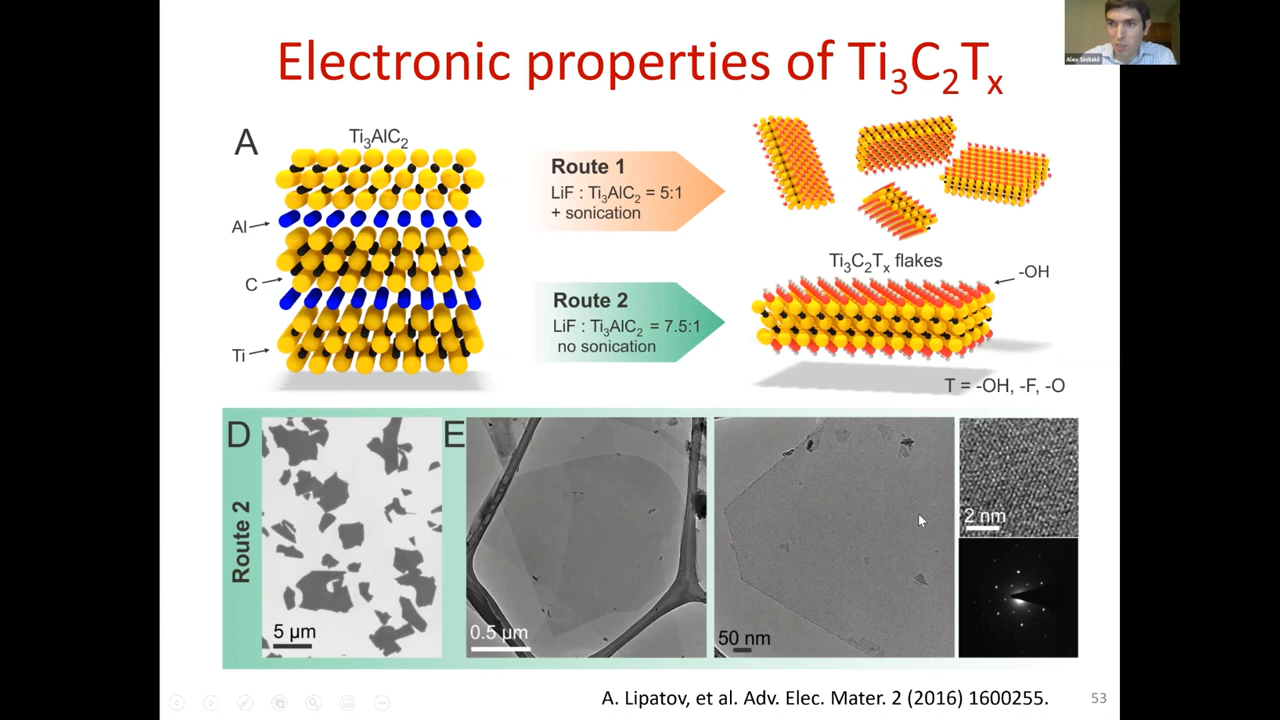 Electronic properties of Ti₃C₂Tₓ
Alex Sinitskii
A
Ti₃AlC₂
Al
C
Ti
Route 1
LiF : Ti₃AlC₂ = 5:1
+ sonication
Route 2
LiF : Ti₃AlC₂ = 7.5:1
no sonication
Ti₃C₂Tₓ flakes
-OH
T = -OH, -F, -O
Route 2
D
5 µm
E
0.5 µm
50 nm
2 nm
A. Lipatov, et al. Adv. Elec. Mater. 2 (2016) 1600255.
53